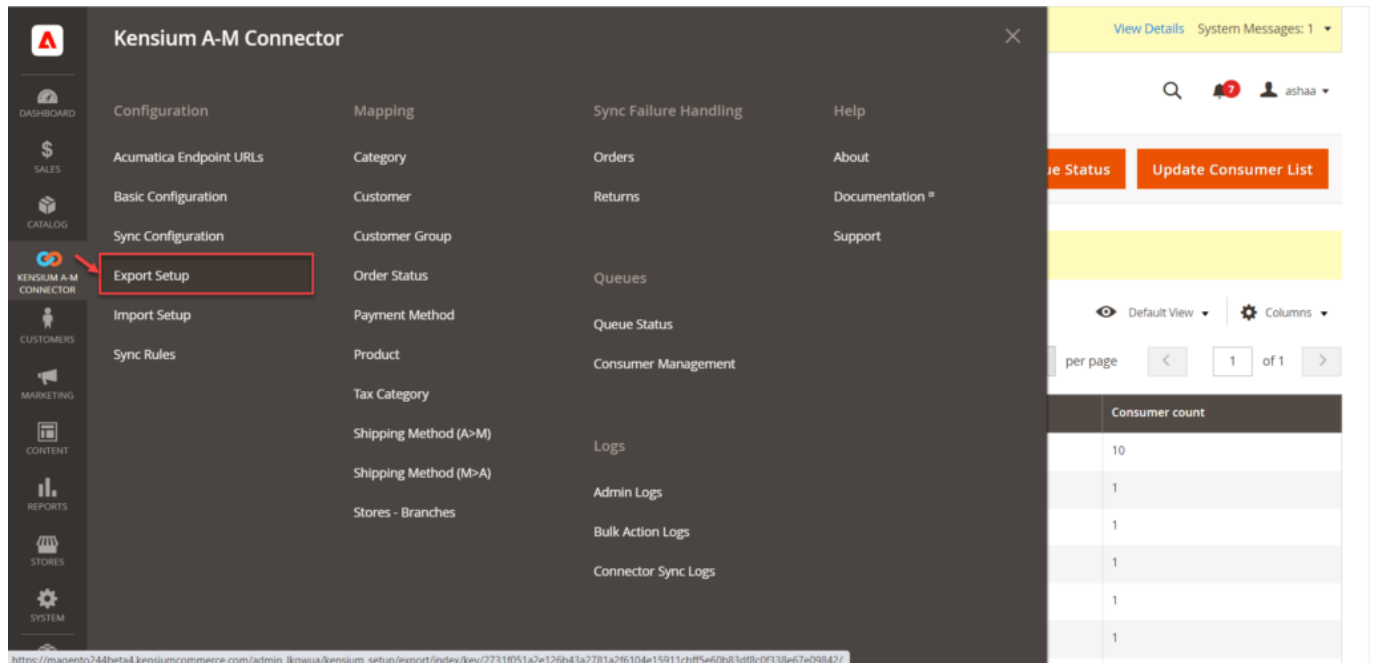 Kensium A-M Connector
View Details System Messages: 1
7
ashaa
DASHBOARD
$
SALES
CATALOG
KENSIUM A-M
CONNECTOR
CUSTOMERS
MARKETING
CONTENT
REPORTS
STORES
SYSTEM
Configuration
Acumatica Endpoint URLs
Basic Configuration
Sync Configuration
Export Setup
Import Setup
Sync Rules
Mapping
Category
Customer
Customer Group
Order Status
Payment Method
Product
Tax Category
Shipping Method (A>M)
Shipping Method (M>A)
Stores - Branches
Sync Failure Handling
Orders
Returns
Queues
Queue Status
Consumer Management
Logs
Admin Logs
Bulk Action Logs
Connector Sync Logs
Help
About
Documentation
Support
ue Status
Update Consumer List
Default View
Columns
per page
1 of 1
Consumer count
10
1
1
1
1
1